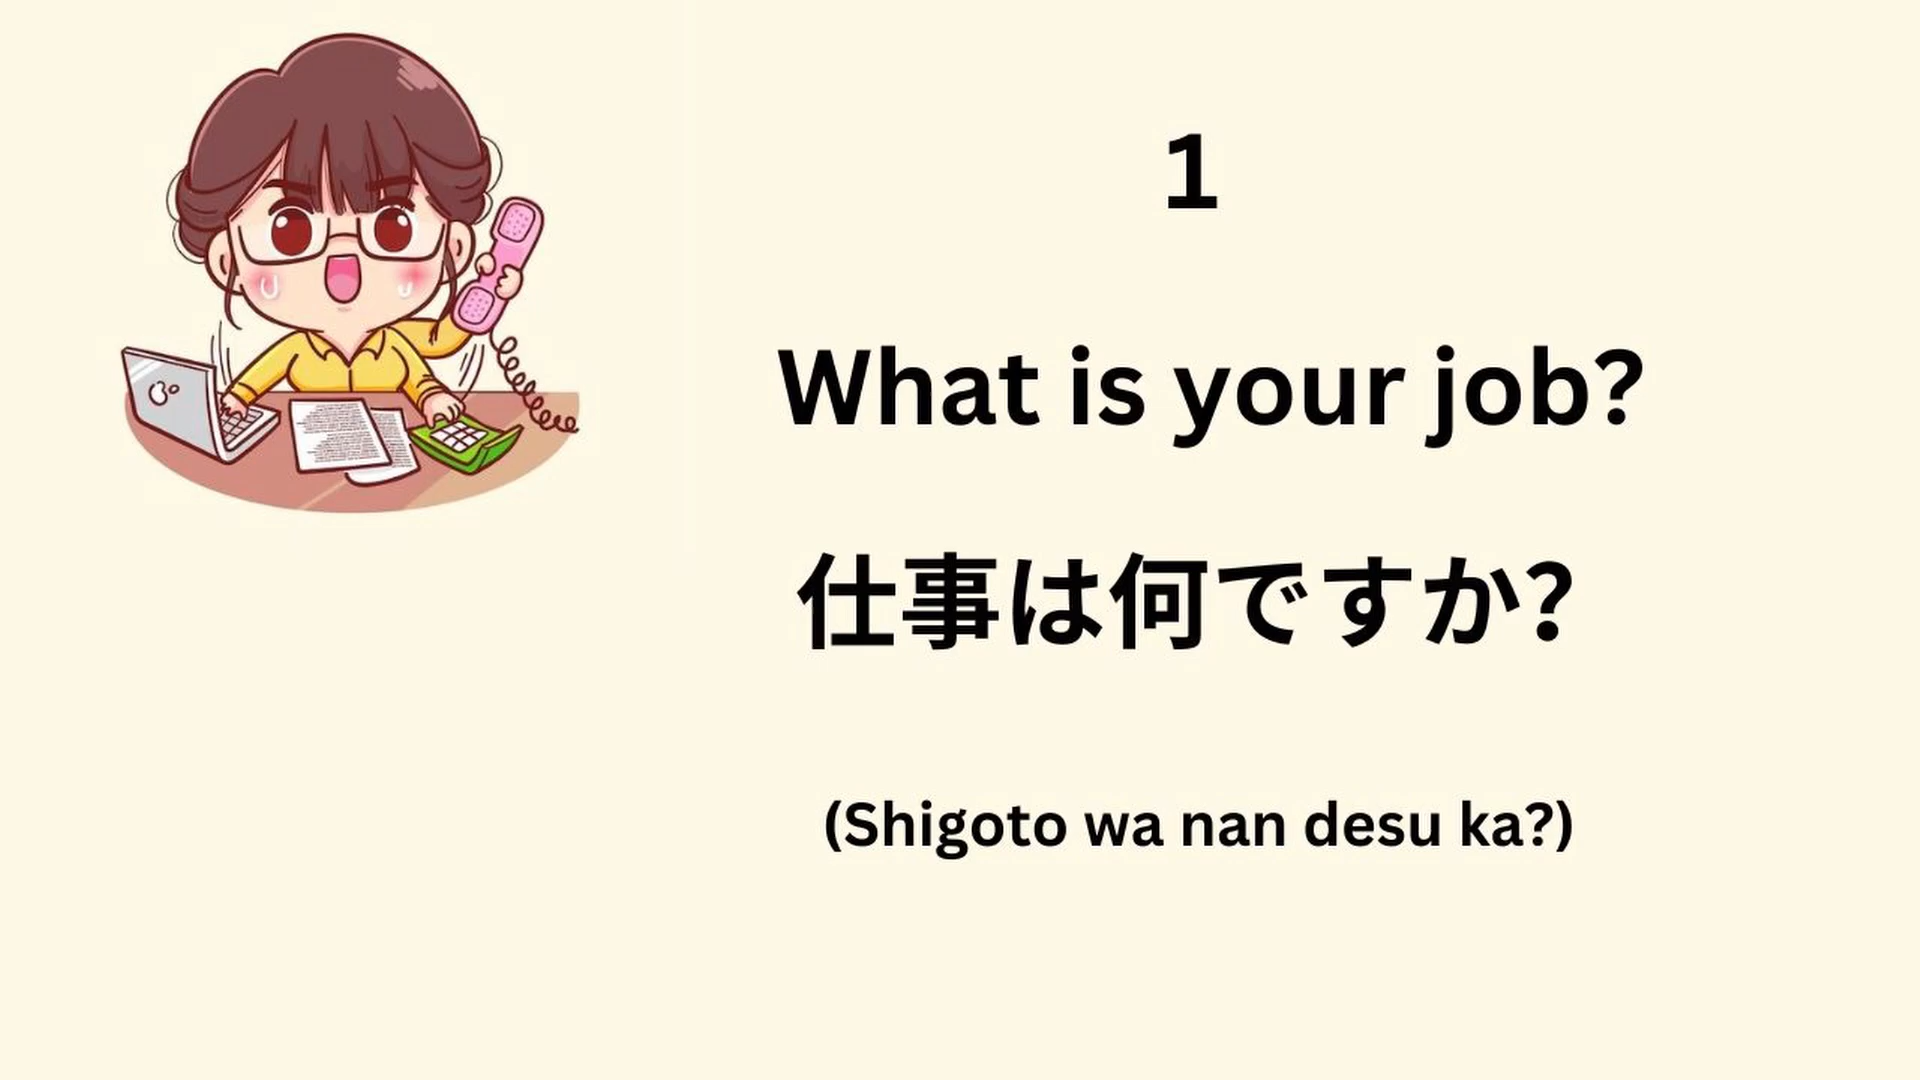 1
What is your job?
仕事は何ですか?
(Shigoto wa nan desu ka?)